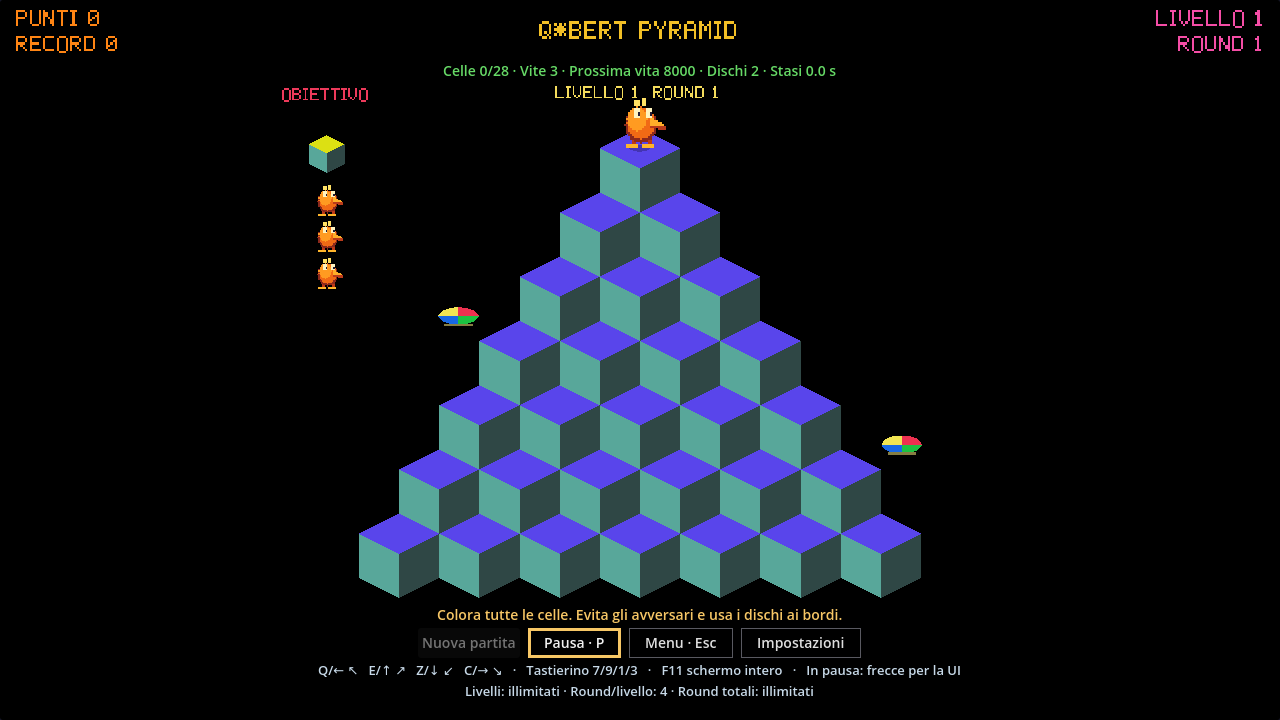 PUNTI 0
RECORD 0
Q*BERT PYRAMID
LIVELLO 1
ROUND 1
Celle 0/28 · Vite 3 · Prossima vita 8000 · Dischi 2 · Stasi 0.0 s
OBIETTIVO
LIVELLO 1 ROUND 1
Colora tutte le celle. Evita gli avversari e usa i dischi ai bordi.
Nuova partita Pausa · P Menu · Esc Impostazioni
Q/← ↖ E/↑ ↗ Z/↓ ↙ C/→ ↘ · Tastierino 7/9/1/3 · F11 schermo intero · In pausa: frecce per la UI
Livelli: illimitati · Round/livello: 4 · Round totali: illimitati